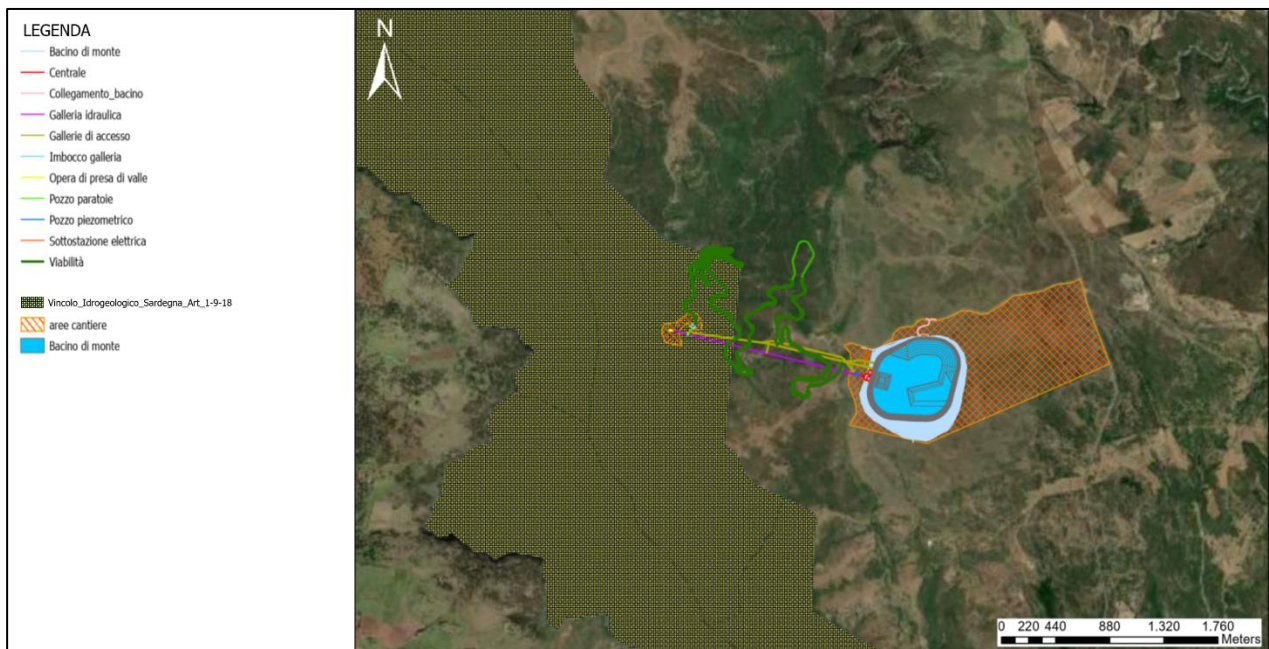 LEGENDA
Bacino di monte
Centrale
Collegamento_bacino
Galleria idraulica
Gallerie di accesso
Imbocco galleria
Opera di presa di valle
Pozzo paratoie
Pozzo piezometrico
Sottostazione elettrica
Viabilità
Vincolo_Idrogeologico_Sardegna_Art_1-9-18
aree cantiere
Bacino di monte
N
0 220 440 880 1.320 1.760
Meters